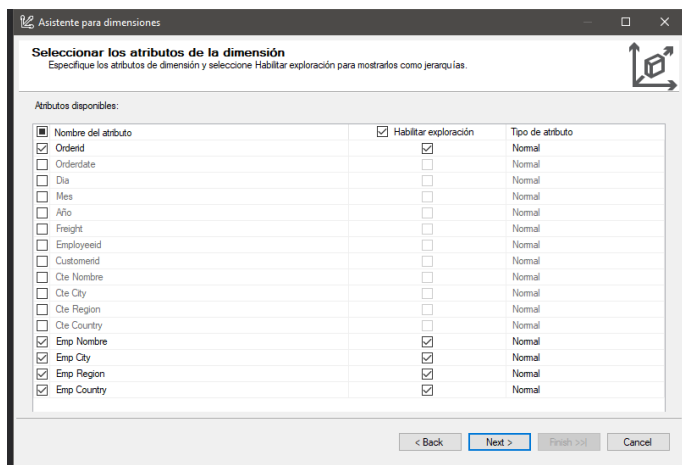 Asistente para dimensiones
Seleccionar los atributos de la dimensión
Especifique los atributos de dimensión y seleccione Habilitar exploración para mostrarlos como jerarquías.
Atributos disponibles:
Nombre del atributo Habilitar exploración Tipo de atributo
Orderid Normal
Orderdate Normal
Dia Normal
Mes Normal
Año Normal
Freight Normal
Employeeid Normal
Customerid Normal
Cte Nombre Normal
Cte City Normal
Cte Region Normal
Cte Country Normal
Emp Nombre Normal
Emp City Normal
Emp Region Normal
Emp Country Normal
< Back Next > Finish >>| Cancel